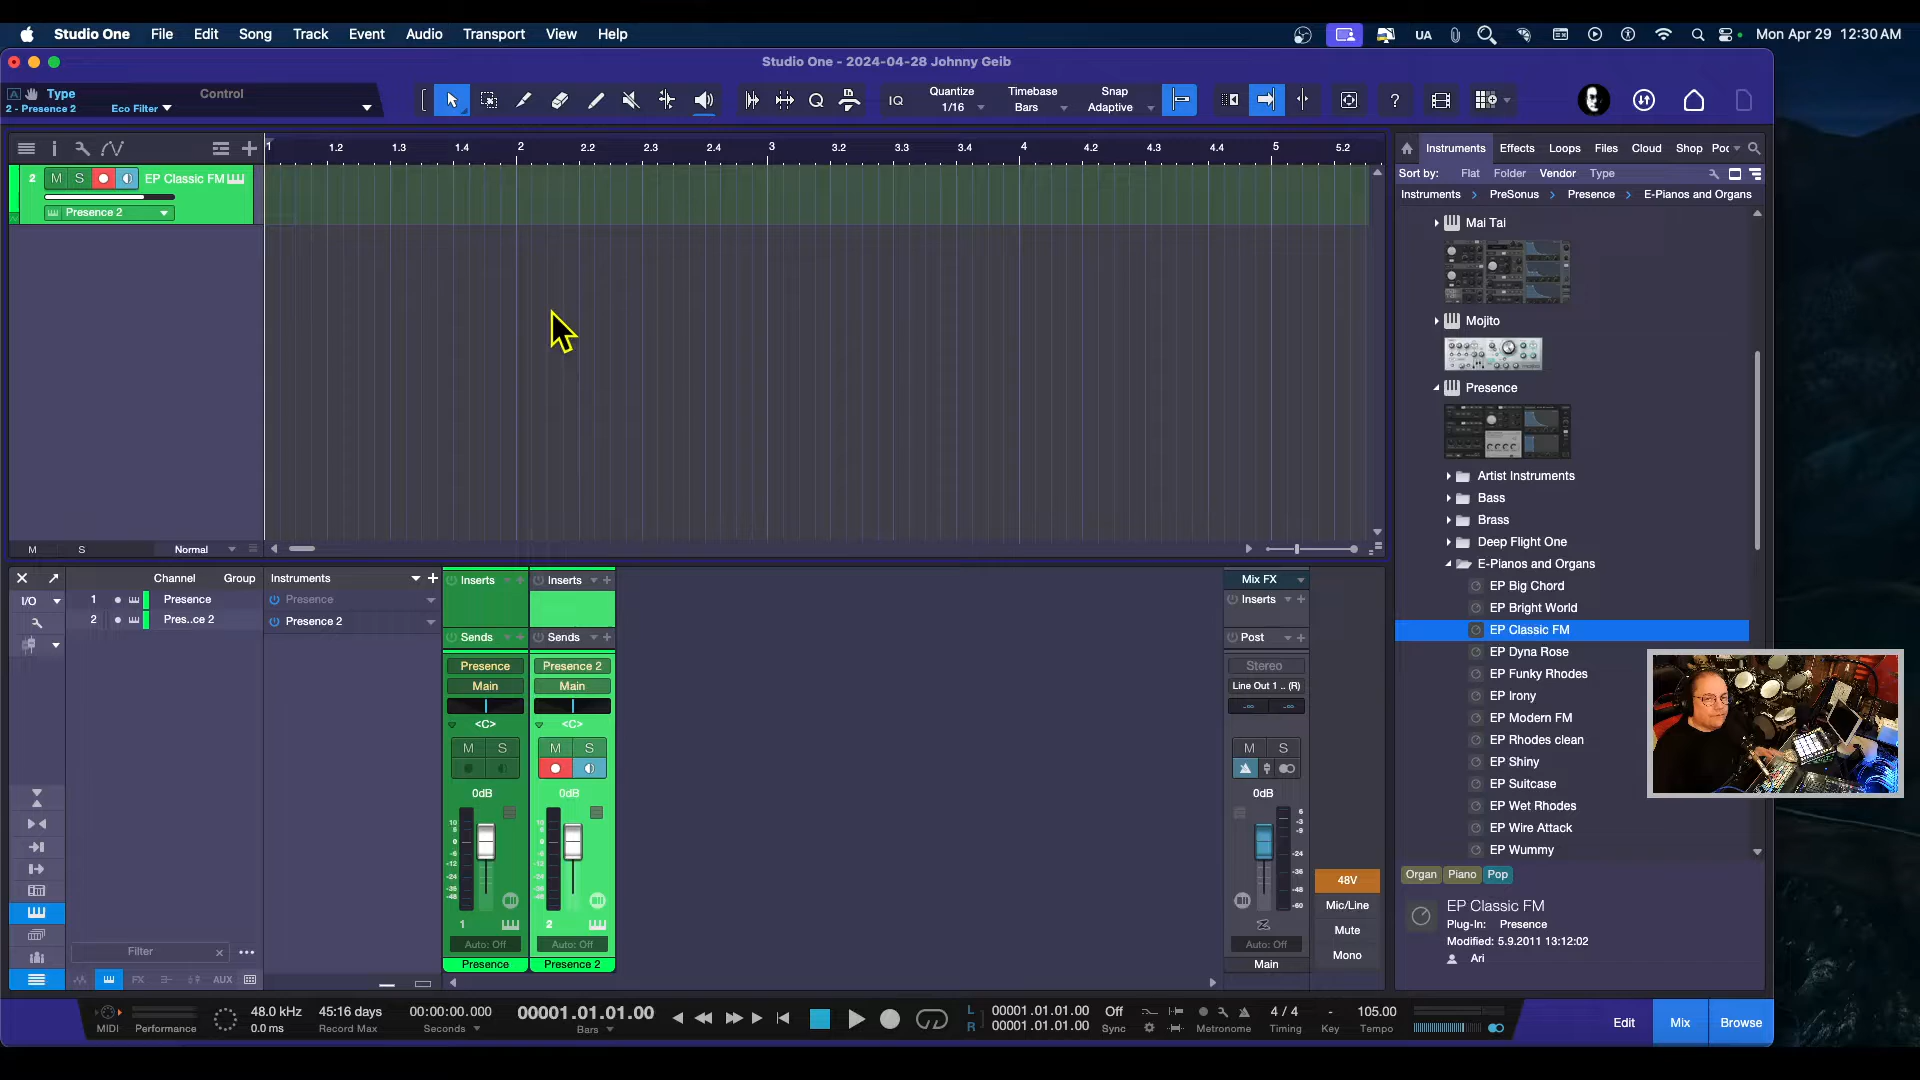 Studio One File Edit Song Track Event Audio Transport View Help
UA Mon Apr 29 12:30 AM
Studio One - 2024-04-28 Johnny Geib
A Type
2 - Presence 2
Control
Eco Filter
IQ
Quantize
1/16
Timebase
Bars
Snap
Adaptive
?
1 1.2 1.3 1.4 2 2.2 2.3 2.4 3 3.2 3.3 3.4 4 4.2 4.3 4.4 5 5.2
2 M S EP Classic FM
Presence 2
M S Normal
Instruments Effects Loops Files Cloud Shop
Sort by: Flat Folder Vendor Type
Instruments > PreSonus > Presence > E-Pianos and Organs
Mai Tai
Mojito
Presence
Artist Instruments
Bass
Brass
Deep Flight One
E-Pianos and Organs
EP Big Chord
EP Bright World
EP Classic FM
EP Dyna Rose
EP Funky Rhodes
EP Irony
EP Modern FM
EP Rhodes clean
EP Shiny
EP Suitcase
EP Wet Rhodes
EP Wire Attack
EP Wummy
Organ Piano Pop
EP Classic FM
Plug-In: Presence
Modified: 5.9.2011 13:12:02
Ari
I/O
Channel Group
1 Presence
2 Pres..ce 2
Filter
FX AUX
Instruments
Presence
Presence 2
Inserts Inserts
Sends Sends
Presence Presence 2
Main Main
<C> <C>
M S M S
0dB 0dB
1 2
Auto: Off Auto: Off
Presence Presence 2
Mix FX
Inserts
Post
Stereo
Line Out 1 .. (R)
-∞ -∞
M S
0dB
Auto: Off
Main
48V
Mic/Line
Mute
Mono
MIDI
Performance
48.0 kHz
0.0 ms
45:16 days
Record Max
00:00:00.000
Seconds
00001.01.01.00
Bars
L 00001.01.01.00
R 00001.01.01.00
Off
Sync
Metronome
4 / 4
Timing
-
Key
105.00
Tempo
Edit Mix Browse